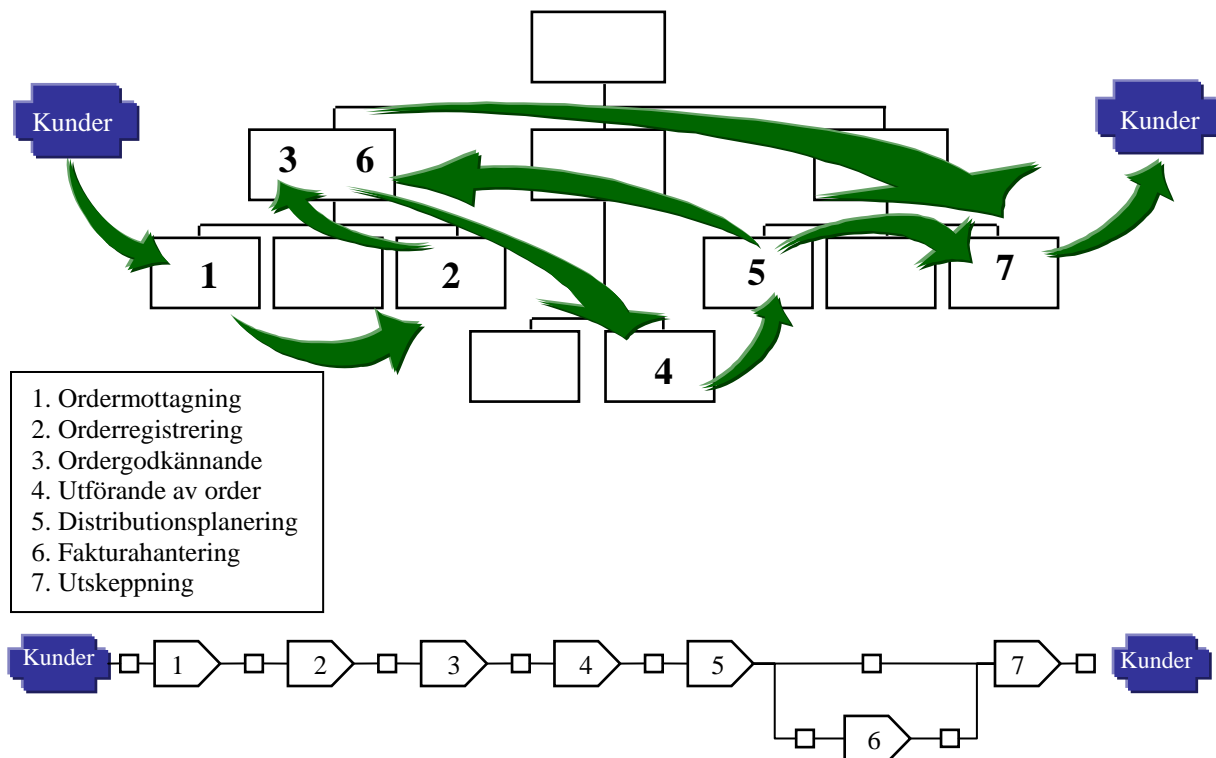 Kunder
Kunder
3 6
1
2
5
7
4
1. Ordermottagning
2. Orderregistrering
3. Ordergodkännande
4. Utförande av order
5. Distributionsplanering
6. Fakturahantering
7. Utskeppning
Kunder 1 2 3 4 5 7 Kunder
6